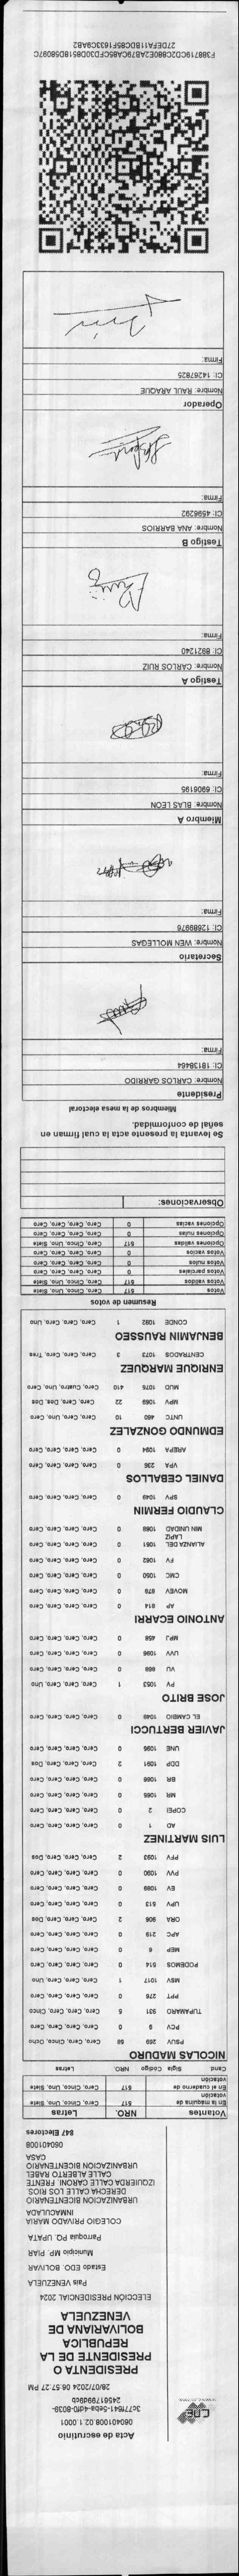 CNE
Acta de escrutinio
060401008.02.1.0001
3c77f641-5eba-4df0-8039-
24561799d9cb
28/07/2024 06:57:27 PM
PRESIDENTA O
PRESIDENTE DE LA
REPUBLICA
BOLIVARIANA DE
VENEZUELA
ELECCIÓN PRESIDENCIAL 2024
Pais VENEZUELA
Estado EDO. BOLIVAR
Municipio MP. PIAR
Parroquia PQ. UPATA
COLEGIO PRIVADO MARIA
INMACULADA
URBANIZACION BICENTENARIO
DERECHA CALLE LOS RIOS.
IZQUIERDA CALLE CARONI. FRENTE
CALLE ALBERTO RABEL
URBANIZACION BICENTENARIO
CASA
060401008
847 Electores
Votantes NRO. Letras
En la máquina de votación 517 Cero, Cinco, Uno, Siete
En el cuaderno de votación 517 Cero, Cinco, Uno, Siete
Cand. Sigla Código NRO. Letras
NICOLAS MADURO
PSUV 269 58 Cero, Cero, Cinco, Ocho
PCV 9 0 Cero, Cero, Cero, Cero
TUPAMARO 931 5 Cero, Cero, Cero, Cinco
PPT 276 0 Cero, Cero, Cero, Cero
MSV 1017 1 Cero, Cero, Cero, Uno
PODEMOS 514 0 Cero, Cero, Cero, Cero
MEP 6 0 Cero, Cero, Cero, Cero
APC 219 0 Cero, Cero, Cero, Cero
ORA 906 2 Cero, Cero, Cero, Dos
UPV 513 0 Cero, Cero, Cero, Cero
EV 1089 0 Cero, Cero, Cero, Cero
PVV 1090 0 Cero, Cero, Cero, Cero
PFV 1093 2 Cero, Cero, Cero, Dos
LUIS MARTINEZ
AD 1 0 Cero, Cero, Cero, Cero
COPEI 2 0 Cero, Cero, Cero, Cero
MR 1065 0 Cero, Cero, Cero, Cero
BR 1066 0 Cero, Cero, Cero, Cero
DDP 1091 2 Cero, Cero, Cero, Dos
UNE 1095 0 Cero, Cero, Cero, Cero
JAVIER BERTUCCI
EL CAMBIO 1048 0 Cero, Cero, Cero, Cero
JOSE BRITO
PV 1053 1 Cero, Cero, Cero, Uno
VU 868 0 Cero, Cero, Cero, Cero
UVV 1096 0 Cero, Cero, Cero, Cero
MPJ 458 0 Cero, Cero, Cero, Cero
ANTONIO ECARRI
AP 814 0 Cero, Cero, Cero, Cero
MOVEV 879 0 Cero, Cero, Cero, Cero
CMC 1050 0 Cero, Cero, Cero, Cero
FV 1062 0 Cero, Cero, Cero, Cero
ALIANZA DEL LAPIZ 1051 0 Cero, Cero, Cero, Cero
MIN UNIDAD 1068 0 Cero, Cero, Cero, Cero
CLAUDIO FERMIN
SPV 1049 0 Cero, Cero, Cero, Cero
DANIEL CEBALLOS
VPA 236 0 Cero, Cero, Cero, Cero
AREPA 1094 0 Cero, Cero, Cero, Cero
EDMUNDO GONZALEZ
UNTC 460 10 Cero, Cero, Uno, Cero
MPV 1069 22 Cero, Cero, Dos, Dos
MUD 1076 410 Cero, Cuatro, Uno, Cero
ENRIQUE MARQUEZ
CENTRADOS 1073 3 Cero, Cero, Cero, Tres
BENJAMIN RAUSSEO
CONDE 1092 1 Cero, Cero, Cero, Uno
Resumen de votos
Votos 517 Cero, Cinco, Uno, Siete
Votos validos 517 Cero, Cinco, Uno, Siete
Votos parciales 0 Cero, Cero, Cero, Cero
Votos nulos 0 Cero, Cero, Cero, Cero
Votos vacios 0 Cero, Cero, Cero, Cero
Opciones validas 517 Cero, Cinco, Uno, Siete
Opciones nulas 0 Cero, Cero, Cero, Cero
Opciones vacias 0 Cero, Cero, Cero, Cero
Observaciones:
Se levanta la presente acta la cual firman en
señal de conformidad.
Miembros de la mesa electoral
Presidente
Nombre: CARLOS GARRIDO
CI: 18138464
Firma:
Secretario
Nombre: WEN MOLLEGAS
CI: 12689976
Firma:
Miembro A
Nombre: BLAS LEON
CI: 6906195
Firma:
Testigo A
Nombre: CARLOS RUIZ
CI: 8921240
Firma:
Testigo B
Nombre: ANA BARRIOS
CI: 4596292
Firma:
Operador
Nombre: RAUL ARAQUE
CI: 14267825
Firma:
F388719CD2C880E2AB79CA85CFD30D8518D58097C
27DEFA11BDC85F1633C9AB2